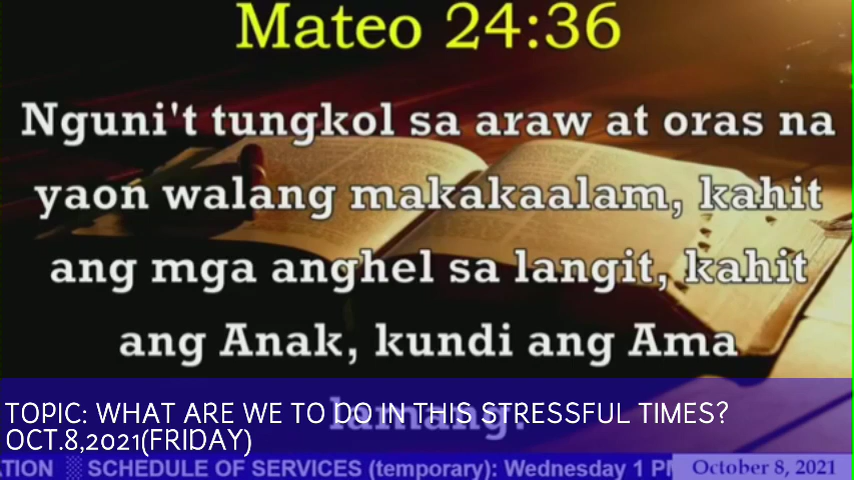 Mateo 24:36
Nguni't tungkol sa araw at oras na
yaon walang makakaalam, kahit
ang mga anghel sa langit, kahit
ang Anak, kundi ang Ama
lamang.
TOPIC: WHAT ARE WE TO DO IN THIS STRESSFUL TIMES?
OCT.8,2021(FRIDAY)
ATION SCHEDULE OF SERVICES (temporary): Wednesday 1 PM October 8, 2021